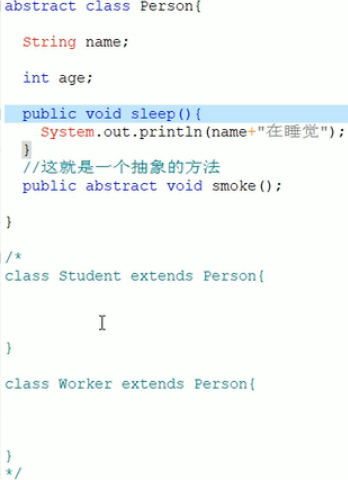 abstract class Person{
String name;
int age;
public void sleep(){
System.out.println(name+"在睡觉");
}
//这就是一个抽象的方法
public abstract void smoke();
}
/*
class Student extends Person{
}
class Worker extends Person{
}
*/